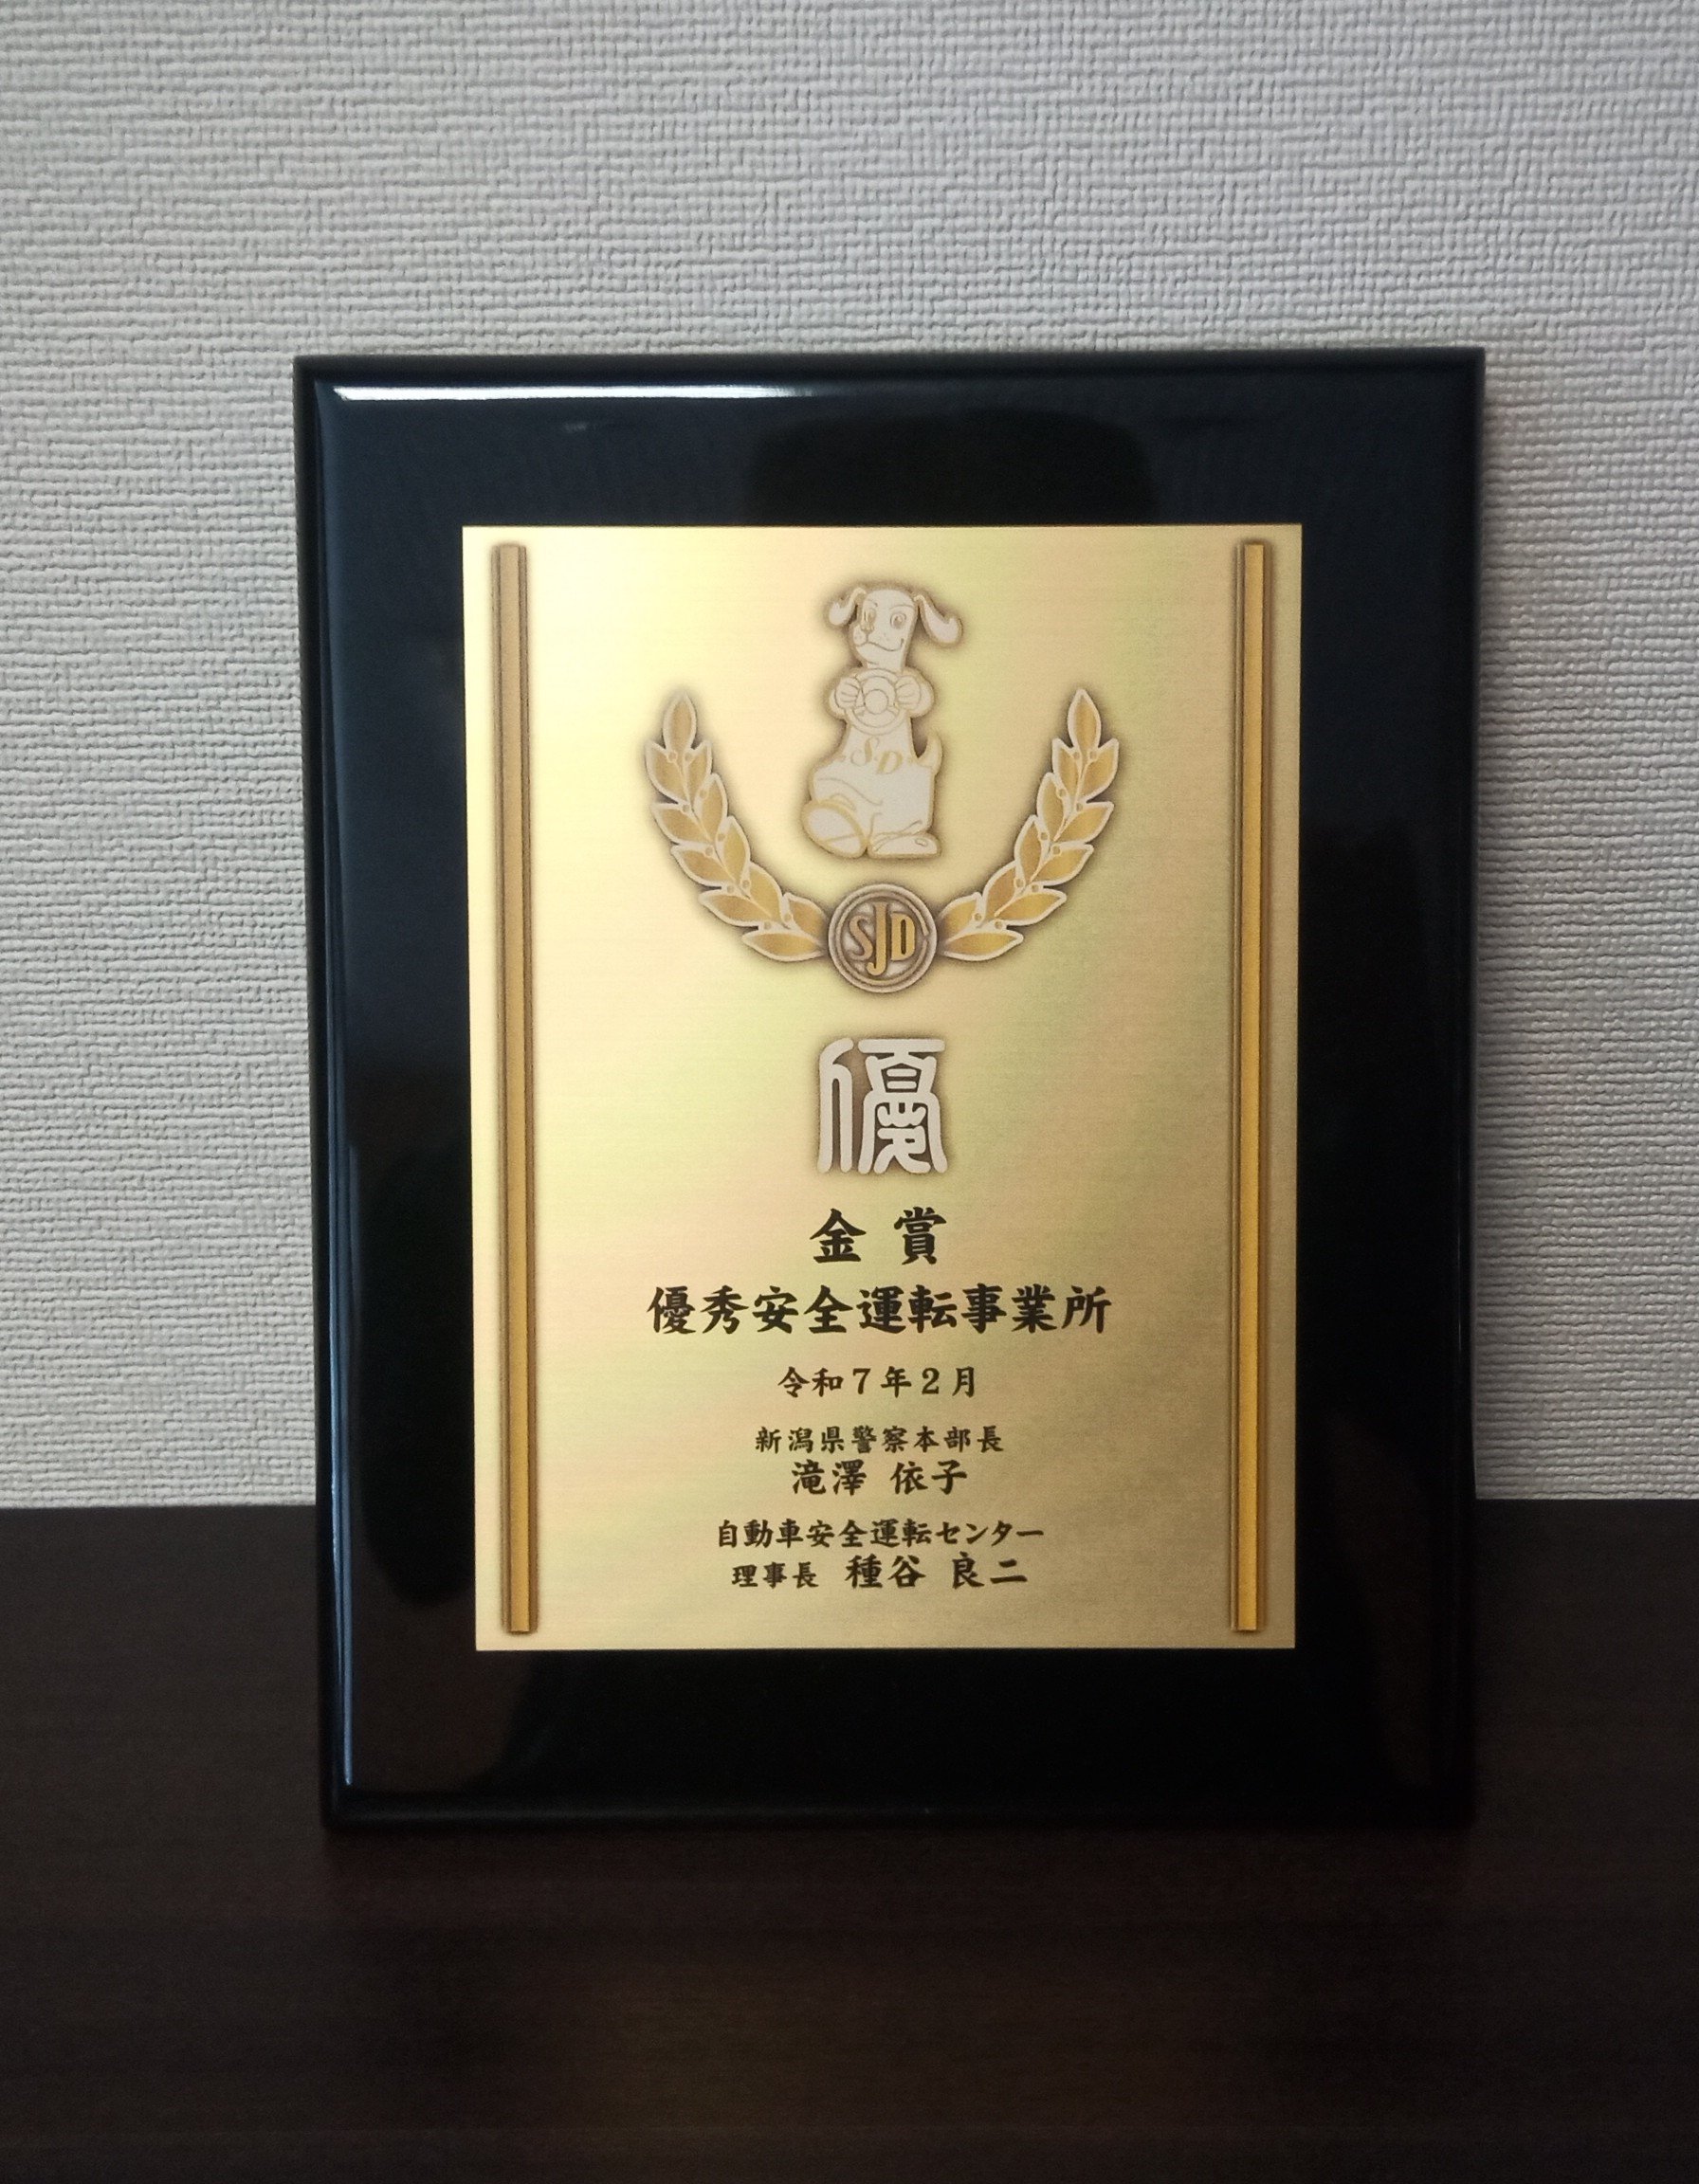 S・D
SJD
優
金賞
優秀安全運転事業所
令和7年2月
新潟県警察本部長
滝澤 依子
自動車安全運転センター
理事長 種谷 良二